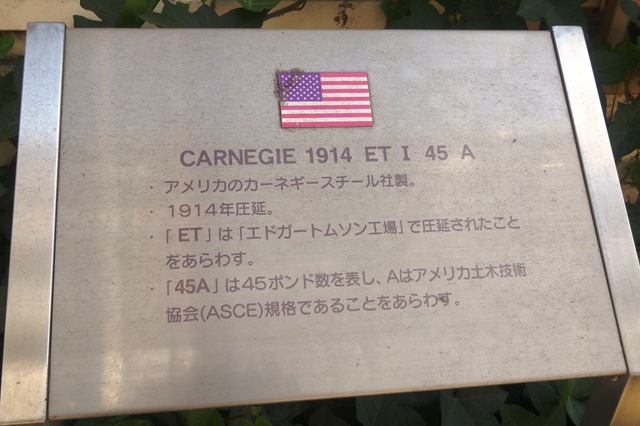 CARNEGIE 1914 ET I 45 A
・アメリカのカーネギースチール社製。
・1914年圧延。
・「ET」は「エドガートムソン工場」で圧延されたこと
をあらわす。
・「45A」は45ポンド数を表し、Aはアメリカ土木技術
協会(ASCE)規格であることをあらわす。